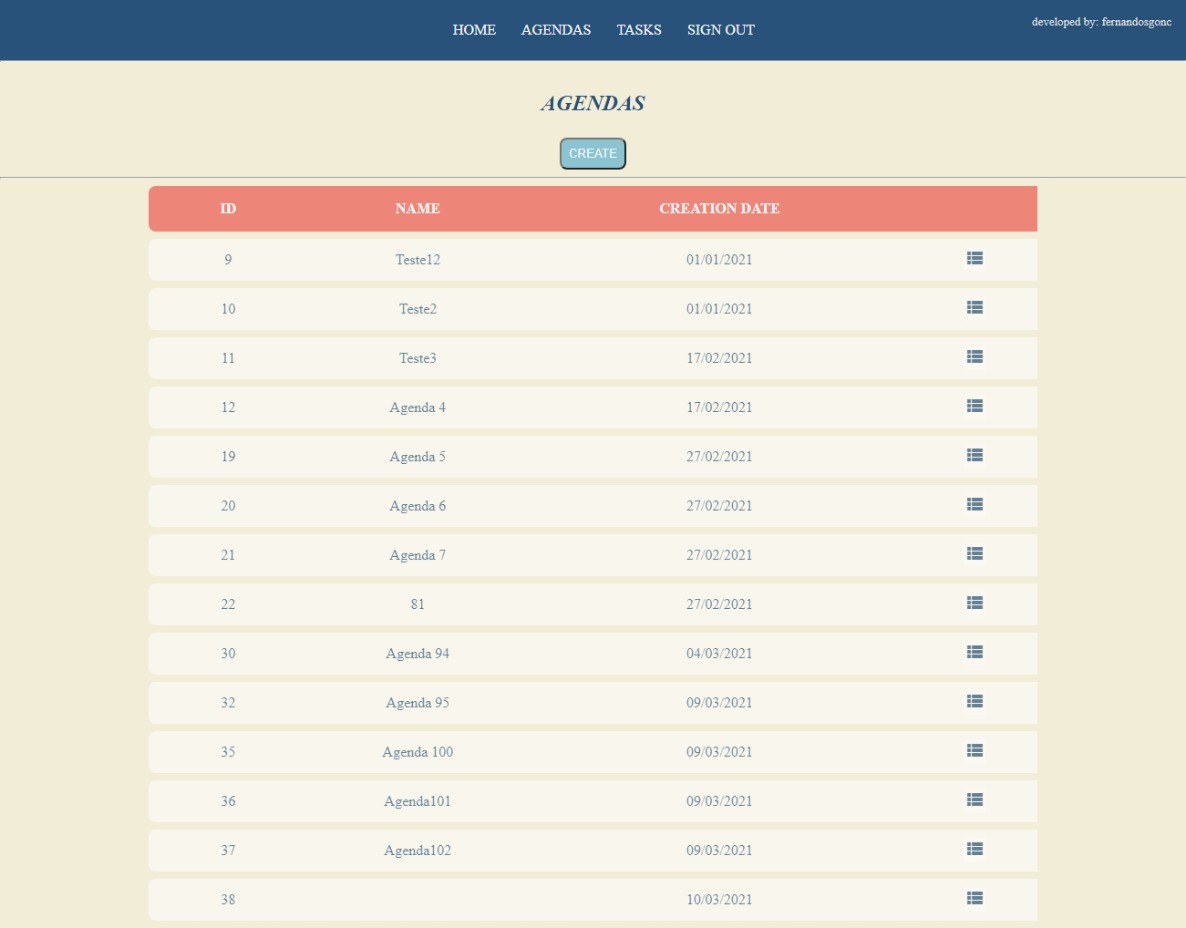 HOME AGENDAS TASKS SIGN OUT developed by: fernandosgonc
AGENDAS
CREATE
ID NAME CREATION DATE
9 Teste12 01/01/2021
10 Teste2 01/01/2021
11 Teste3 17/02/2021
12 Agenda 4 17/02/2021
19 Agenda 5 27/02/2021
20 Agenda 6 27/02/2021
21 Agenda 7 27/02/2021
22 81 27/02/2021
30 Agenda 94 04/03/2021
32 Agenda 95 09/03/2021
35 Agenda 100 09/03/2021
36 Agenda101 09/03/2021
37 Agenda102 09/03/2021
38 10/03/2021